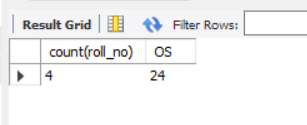 Result Grid Filter Rows:
count(roll_no) OS
4 24